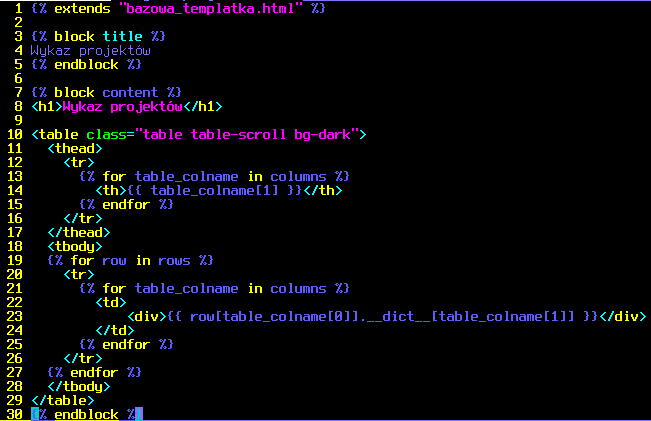 1 {% extends "bazowa_templatka.html" %}
2
3 {% block title %}
4 Wykaz projektów
5 {% endblock %}
6
7 {% block content %}
8 <h1>Wykaz projektów</h1>
9
10 <table class="table table-scroll bg-dark">
11   <thead>
12     <tr>
13       {% for table_colname in columns %}
14         <th>{{ table_colname[1] }}</th>
15       {% endfor %}
16     </tr>
17   </thead>
18   <tbody>
19   {% for row in rows %}
20     <tr>
21       {% for table_colname in columns %}
22         <td>
23             <div>{{ row[table_colname[0]].__dict__[table_colname[1]] }}</div>
24         </td>
25       {% endfor %}
26     </tr>
27   {% endfor %}
28   </tbody>
29 </table>
30 {% endblock %}